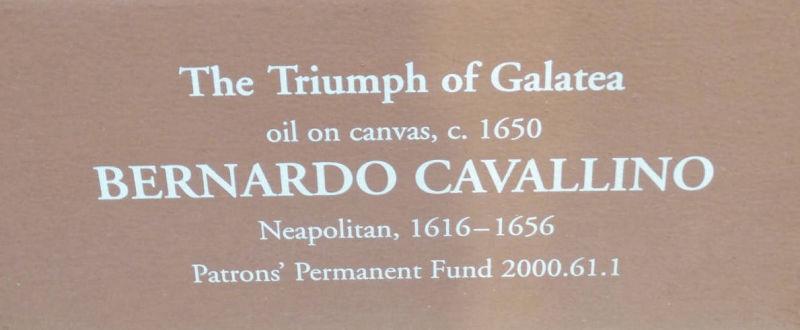 The Triumph of Galatea
oil on canvas, c. 1650
BERNARDO CAVALLINO
Neapolitan, 1616–1656
Patrons’ Permanent Fund 2000.61.1